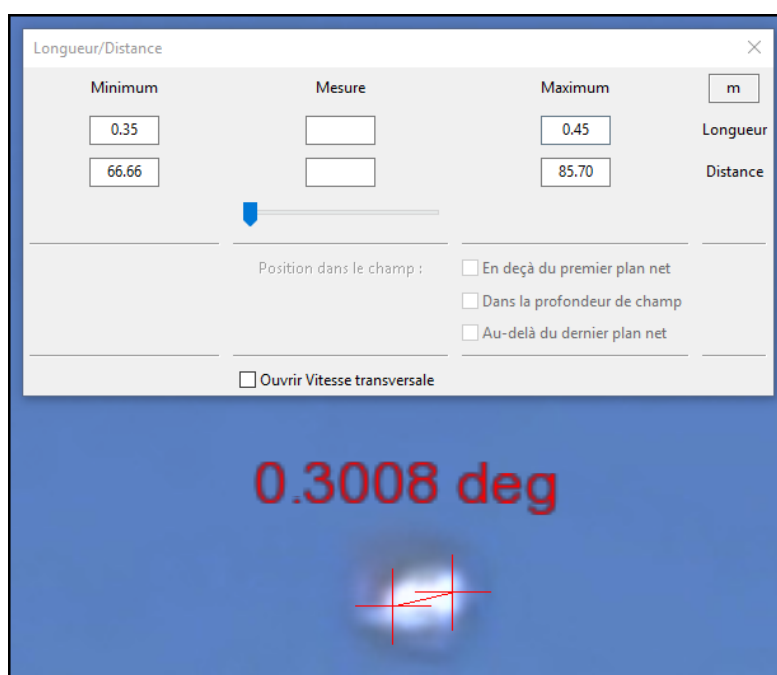 Longueur/Distance
Minimum Mesure Maximum m
0.35 0.45 Longueur
66.66 85.70 Distance
Position dans le champ : En deçà du premier plan net
Dans la profondeur de champ
Au-delà du dernier plan net
Ouvrir Vitesse transversale
0.3008 deg